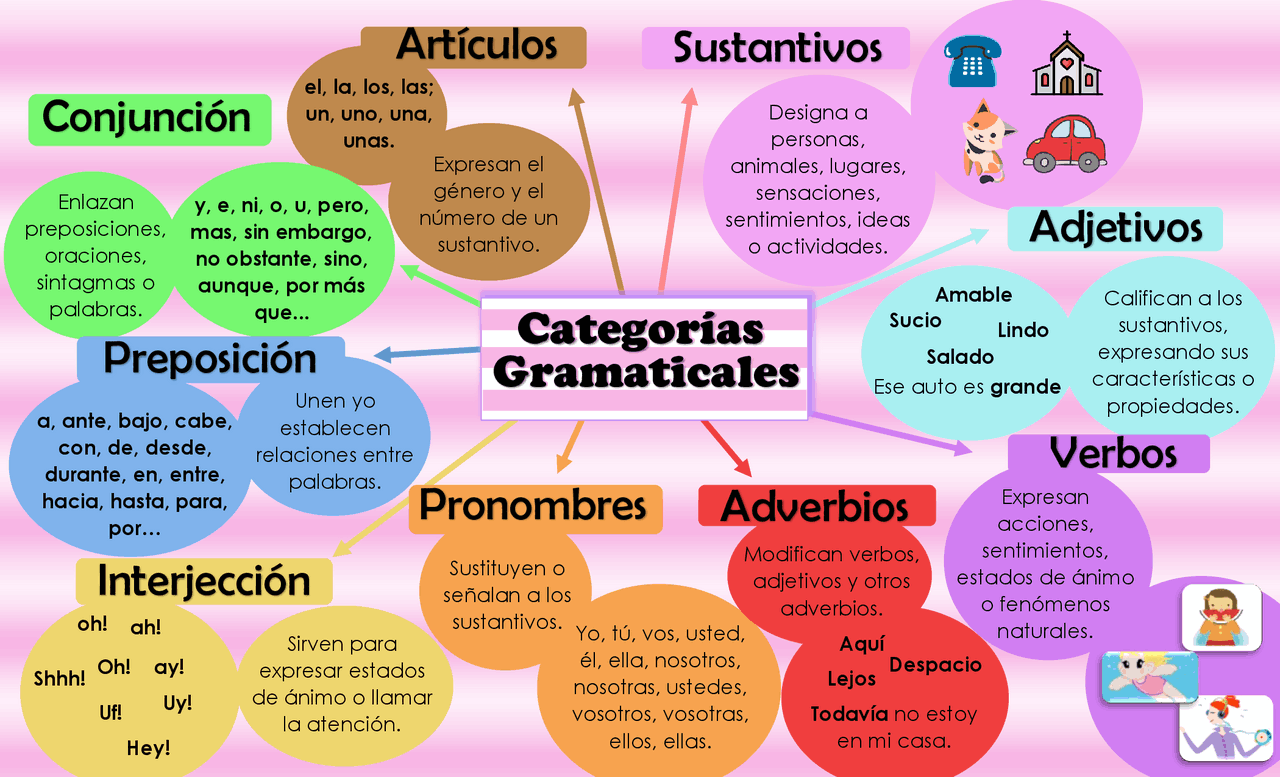 Categorías
Gramaticales
Artículos
el, la, los, las;
un, uno, una,
unas.
Expresan el
género y el
número de un
sustantivo.
Sustantivos
Designa a
personas,
animales, lugares,
sensaciones,
sentimientos, ideas
o actividades.
Adjetivos
Amable
Sucio
Lindo
Salado
Ese auto es grande
Califican a los
sustantivos,
expresando sus
características o
propiedades.
Verbos
Expresan
acciones,
sentimientos,
estados de ánimo
o fenómenos
naturales.
Adverbios
Modifican verbos,
adjetivos y otros
adverbios.
Aquí
Despacio
Lejos
Todavía no estoy
en mi casa.
Pronombres
Sustituyen o
señalan a los
sustantivos.
Yo, tú, vos, usted,
él, ella, nosotros,
nosotras, ustedes,
vosotros, vosotras,
ellos, ellas.
Interjección
oh! ah!
Shhh! Oh! ay!
Uf! Uy!
Hey!
Sirven para
expresar estados
de ánimo o llamar
la atención.
Preposición
a, ante, bajo, cabe,
con, de, desde,
durante, en, entre,
hacia, hasta, para,
por...
Unen yo
establecen
relaciones entre
palabras.
Conjunción
Enlazan
preposiciones,
oraciones,
sintagmas o
palabras.
y, e, ni, o, u, pero,
mas, sin embargo,
no obstante, sino,
aunque, por más
que...